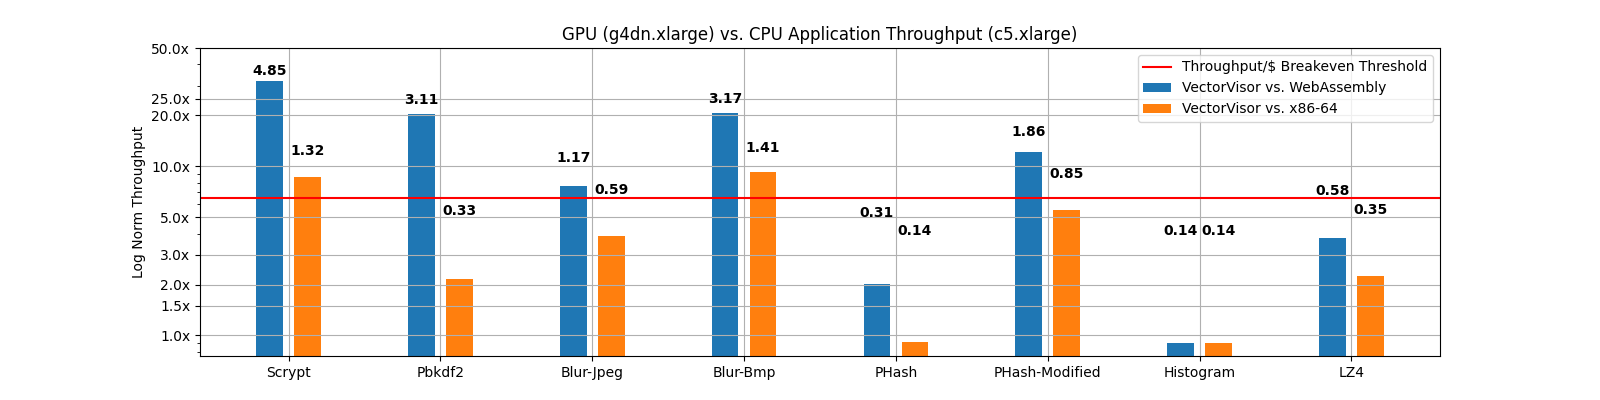 GPU (g4dn.xlarge) vs. CPU Application Throughput (c5.xlarge)
Log Norm Throughput
50.0x
25.0x
20.0x
10.0x
5.0x
3.0x
2.0x
1.5x
1.0x
Throughput/$ Breakeven Threshold
VectorVisor vs. WebAssembly
VectorVisor vs. x86-64
4.85
1.32
3.11
0.33
1.17
0.59
3.17
1.41
0.31
0.14
1.86
0.85
0.14 0.14
0.58
0.35
Scrypt Pbkdf2 Blur-Jpeg Blur-Bmp PHash PHash-Modified Histogram LZ4